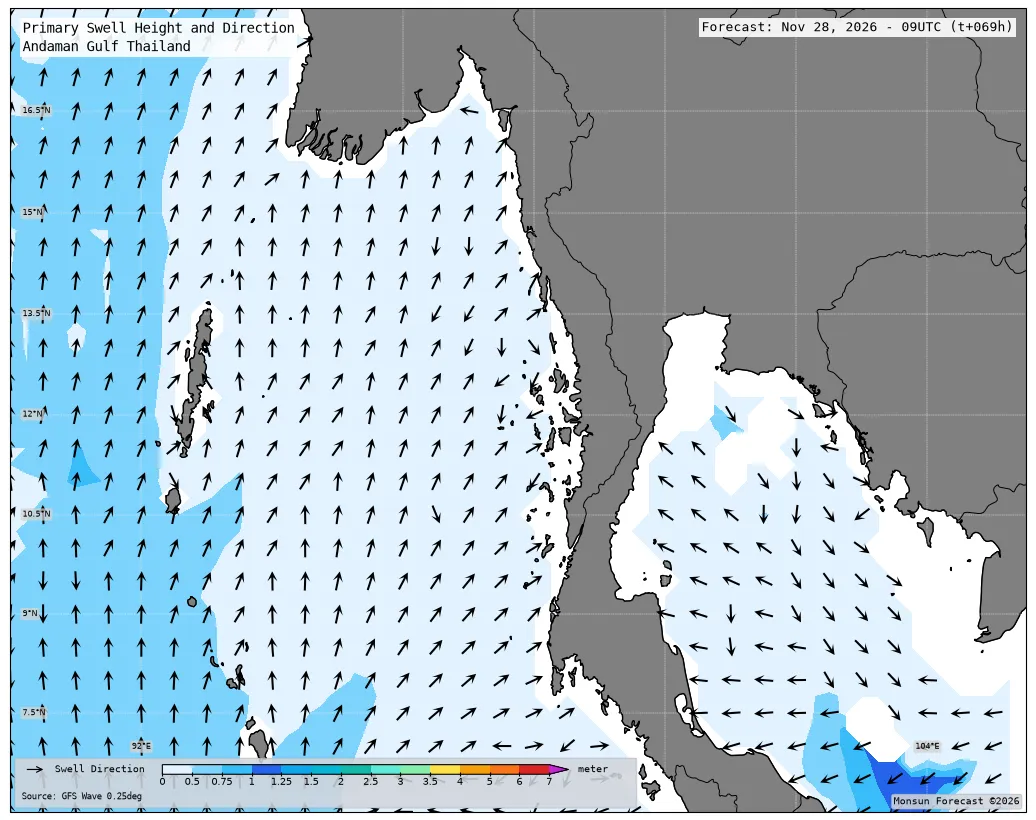 Primary Swell Height and Direction
Andaman Gulf Thailand
Forecast: Nov 28, 2026 - 09UTC (t+069h)
16.5°N
15°N
13.5°N
12°N
10.5°N
9°N
7.5°N
92°E
104°E
Swell Direction
meter
0 0.5 0.75 1 1.25 1.5 2 2.5 3 3.5 4 5 6 7
Source: GFS Wave 0.25deg
Monsun Forecast ©2026